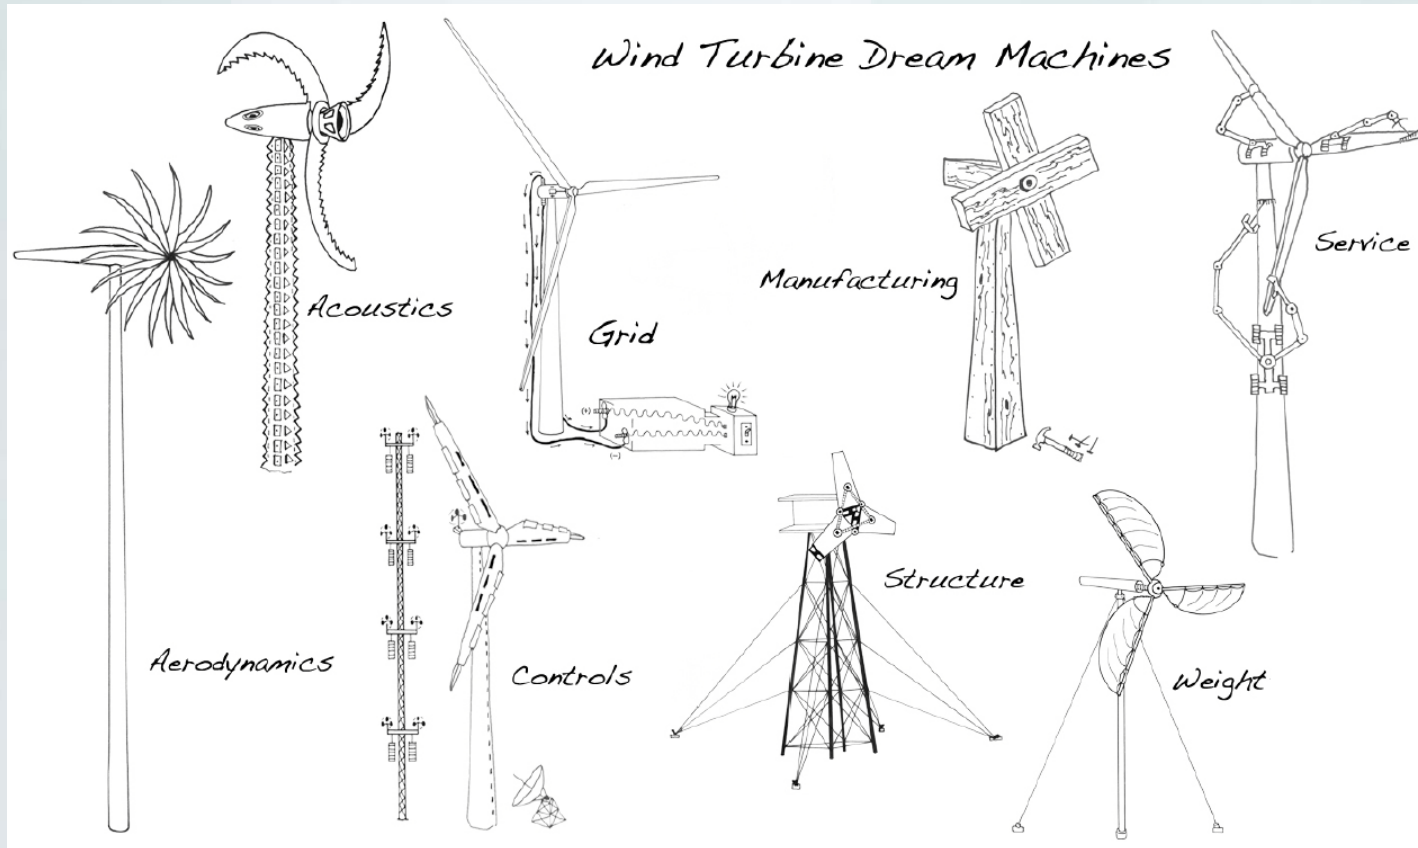 Wind Turbine Dream Machines
Acoustics
Grid
Manufacturing
Service
(+)
(-)
Aerodynamics
Controls
Structure
Weight